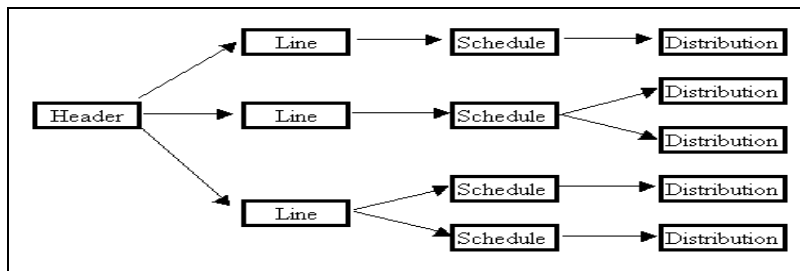 Line Schedule Distribution
Distribution
Header Line Schedule
Distribution
Schedule Distribution
Line
Schedule Distribution